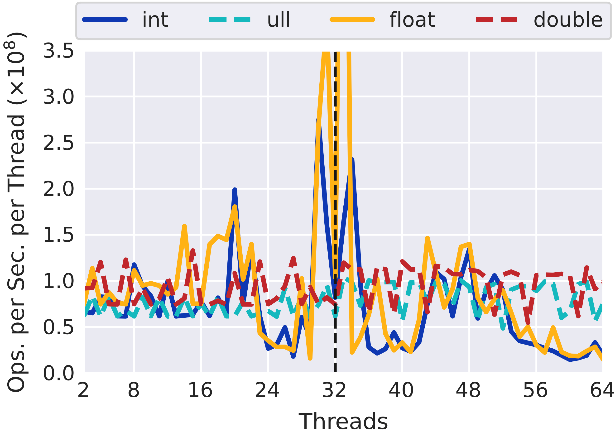 int ull float double
Ops. per Sec. per Thread (×10⁸)
3.5
3.0
2.5
2.0
1.5
1.0
0.5
0.0
2 8 16 24 32 40 48 56 64
Threads